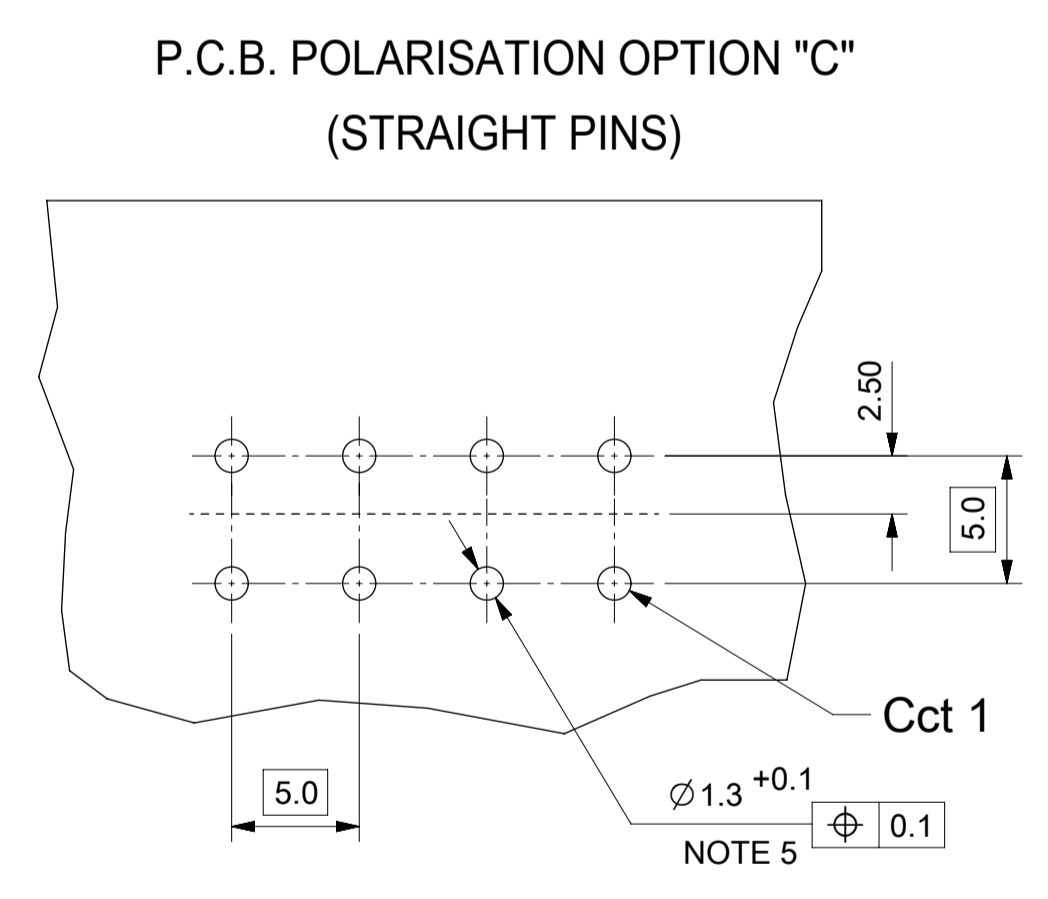 P.C.B. POLARISATION OPTION "C"
(STRAIGHT PINS)
2.50
5.0
Cct 1
5.0
∅1.3 +0.1
⌖ 0.1
NOTE 5